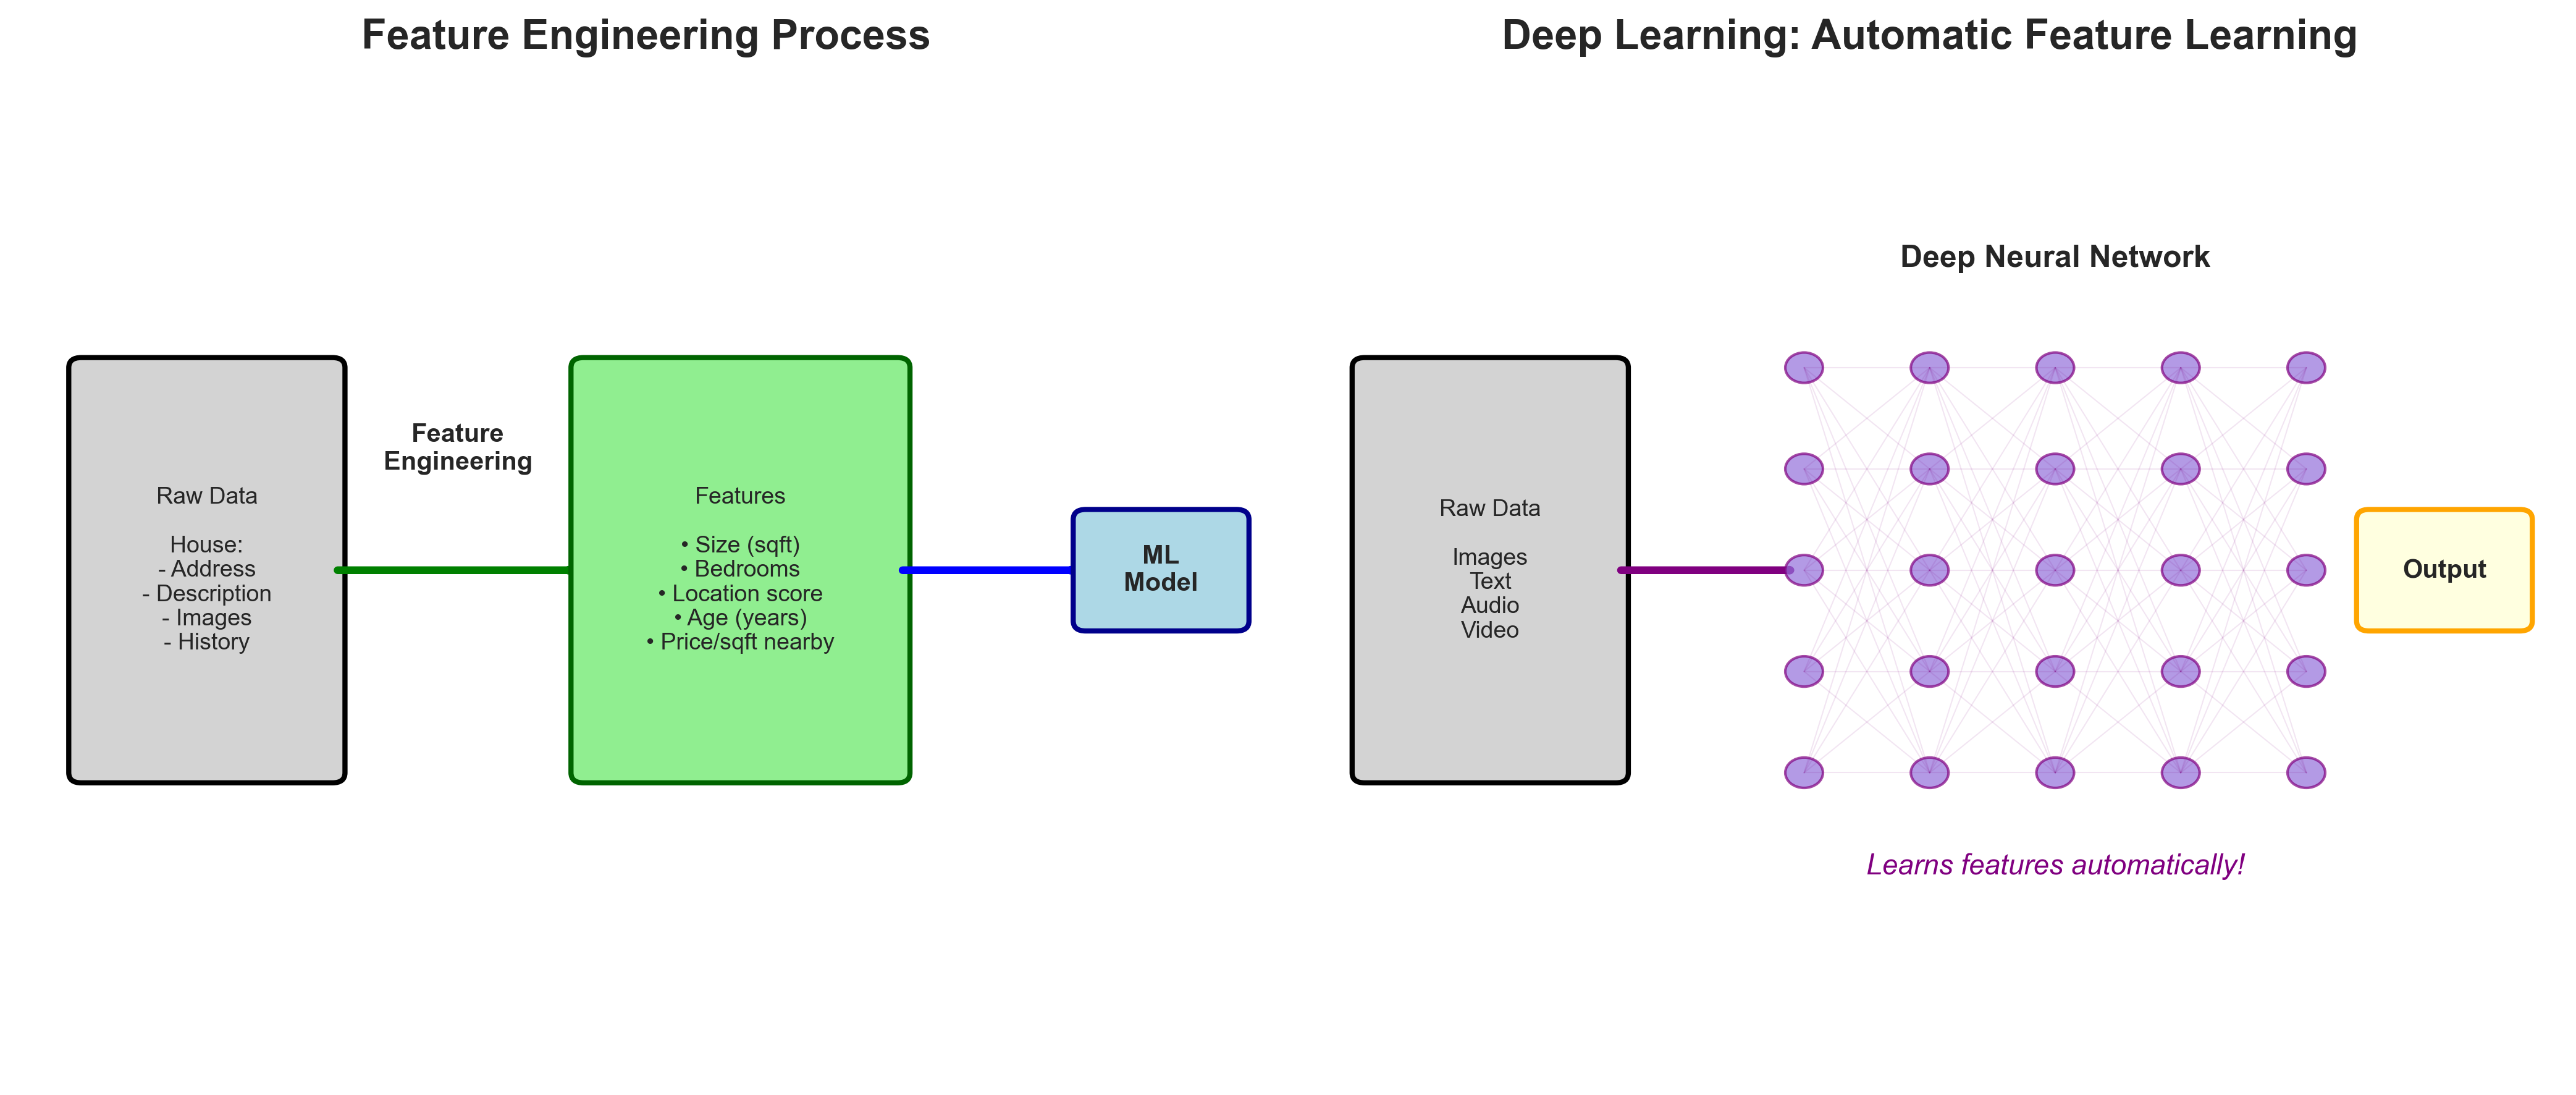 Feature Engineering Process
Feature
Engineering
Raw Data
House:
- Address
- Description
- Images
- History
Features
• Size (sqft)
• Bedrooms
• Location score
• Age (years)
• Price/sqft nearby
ML
Model
Deep Learning: Automatic Feature Learning
Deep Neural Network
Raw Data
Images
Text
Audio
Video
Output
Learns features automatically!